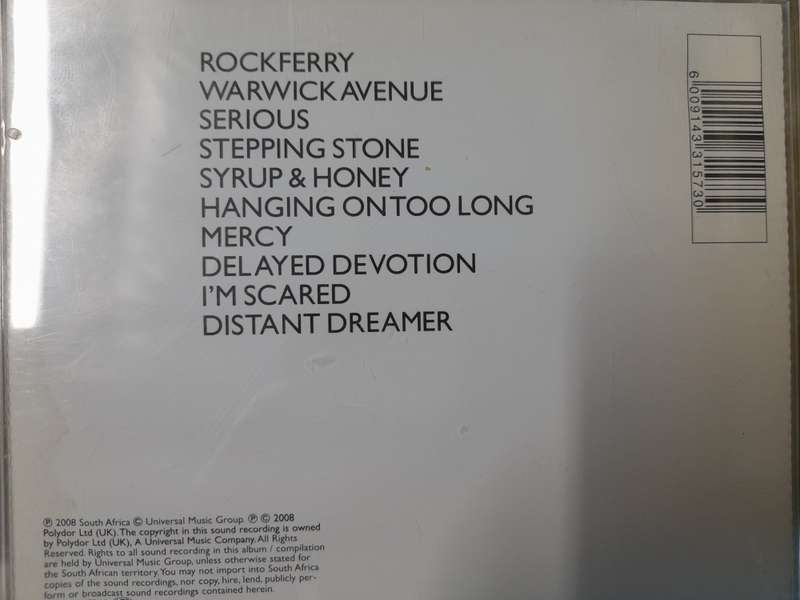 ROCKFERRY
WARWICK AVENUE
SERIOUS
STEPPING STONE
SYRUP & HONEY
HANGING ON TOO LONG
MERCY
DELAYED DEVOTION
I'M SCARED
DISTANT DREAMER
6 009143 315730
℗ 2008 South Africa © Universal Music Group. ℗ © 2008
Polydor Ltd (UK). The copyright in this sound recording is owned
by Polydor Ltd (UK), A Universal Music Company. All Rights
Reserved. Rights to all sound recording in this album / compilation
are held by Universal Music Group, unless otherwise stated for
the South African territory. You may not import into South Africa
copies of the sound recordings, nor copy, hire, lend, publicly per-
form or broadcast sound recordings contained herein.